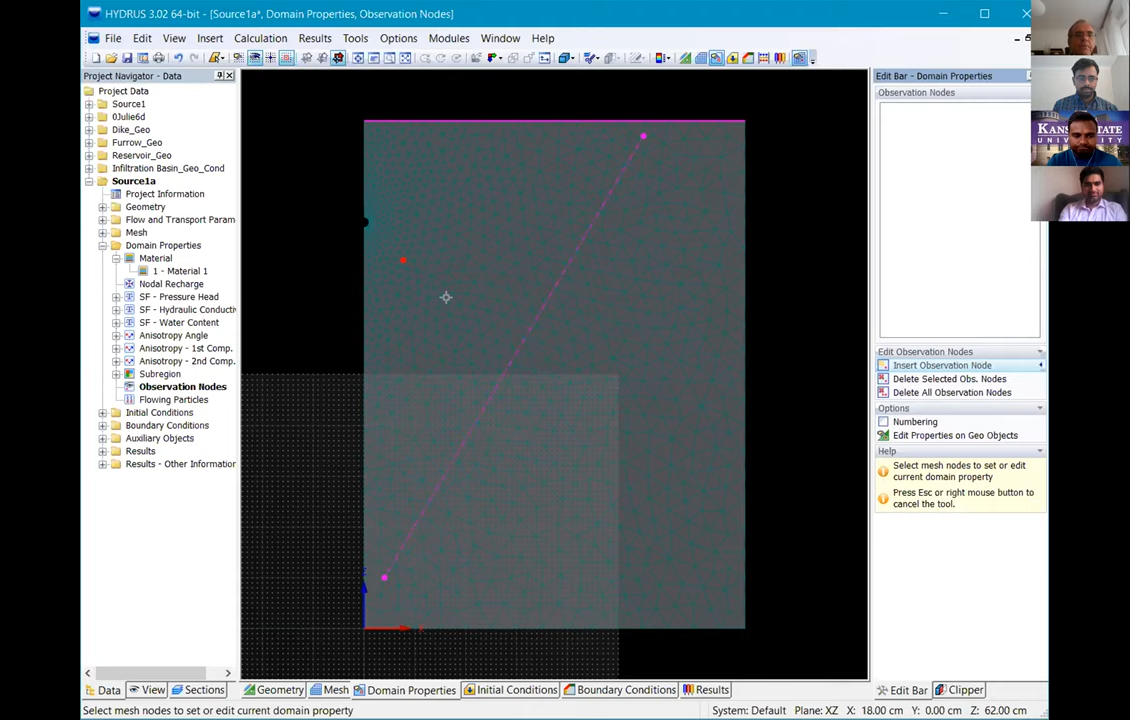 HYDRUS 3.02 64-bit - [Source1a*, Domain Properties, Observation Nodes]
File Edit View Insert Calculation Results Tools Options Modules Window Help
Project Navigator - Data
Project Data
Source1
0Julie6d
Dike_Geo
Furrow_Geo
Reservoir_Geo
Infiltration Basin_Geo_Cond
Source1a
Project Information
Geometry
Flow and Transport Param
Mesh
Domain Properties
Material
1 - Material 1
Nodal Recharge
SF - Pressure Head
SF - Hydraulic Conducti
SF - Water Content
Anisotropy Angle
Anisotropy - 1st Comp.
Anisotropy - 2nd Comp.
Subregion
Observation Nodes
Flowing Particles
Initial Conditions
Boundary Conditions
Auxiliary Objects
Results
Results - Other Information
Data View Sections
X
Geometry Mesh Domain Properties Initial Conditions Boundary Conditions Results
Edit Bar - Domain Properties
Observation Nodes
Edit Observation Nodes
Insert Observation Node
Delete Selected Obs. Nodes
Delete All Observation Nodes
Options
Numbering
Edit Properties on Geo Objects
Help
Select mesh nodes to set or edit
current domain property
Press Esc or right mouse button to
cancel the tool.
Edit Bar Clipper
Select mesh nodes to set or edit current domain property
System: Default Plane: XZ X: 18.00 cm Y: 0.00 cm Z: 62.00 cm